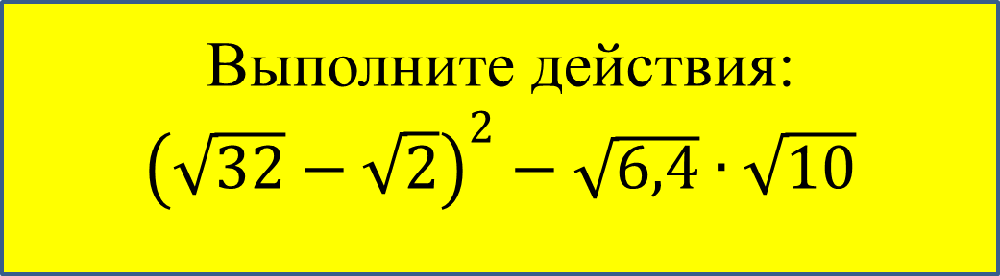 Выполните действия:
(√32 − √2)² − √6,4 · √10